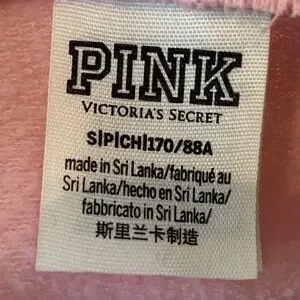 PINK
VICTORIA'S SECRET
S|P|CH|170/88A
made in Sri Lanka/fabriqué au
Sri Lanka/hecho en Sri Lanka/
fabbricato in Sri Lanka/
斯里兰卡制造